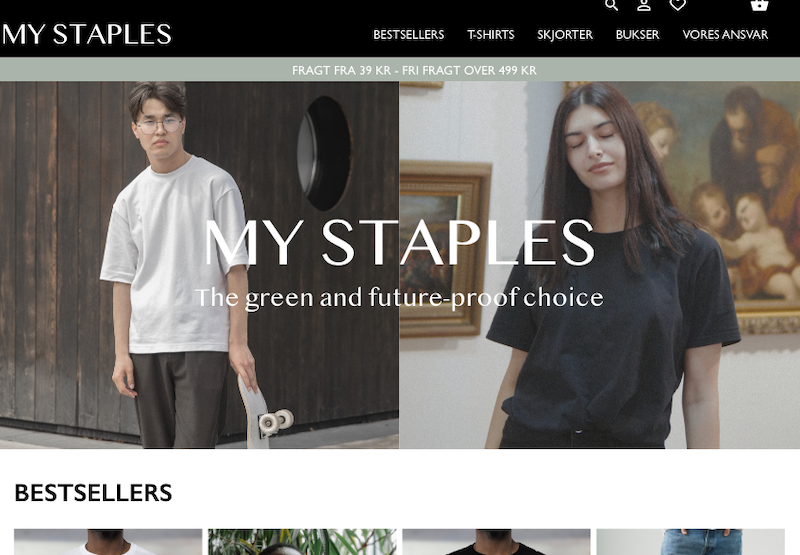 MY STAPLES
BESTSELLERS T-SHIRTS SKJORTER BUKSER VORES ANSVAR
FRAGT FRA 39 KR - FRI FRAGT OVER 499 KR
MY STAPLES
The green and future-proof choice
BESTSELLERS